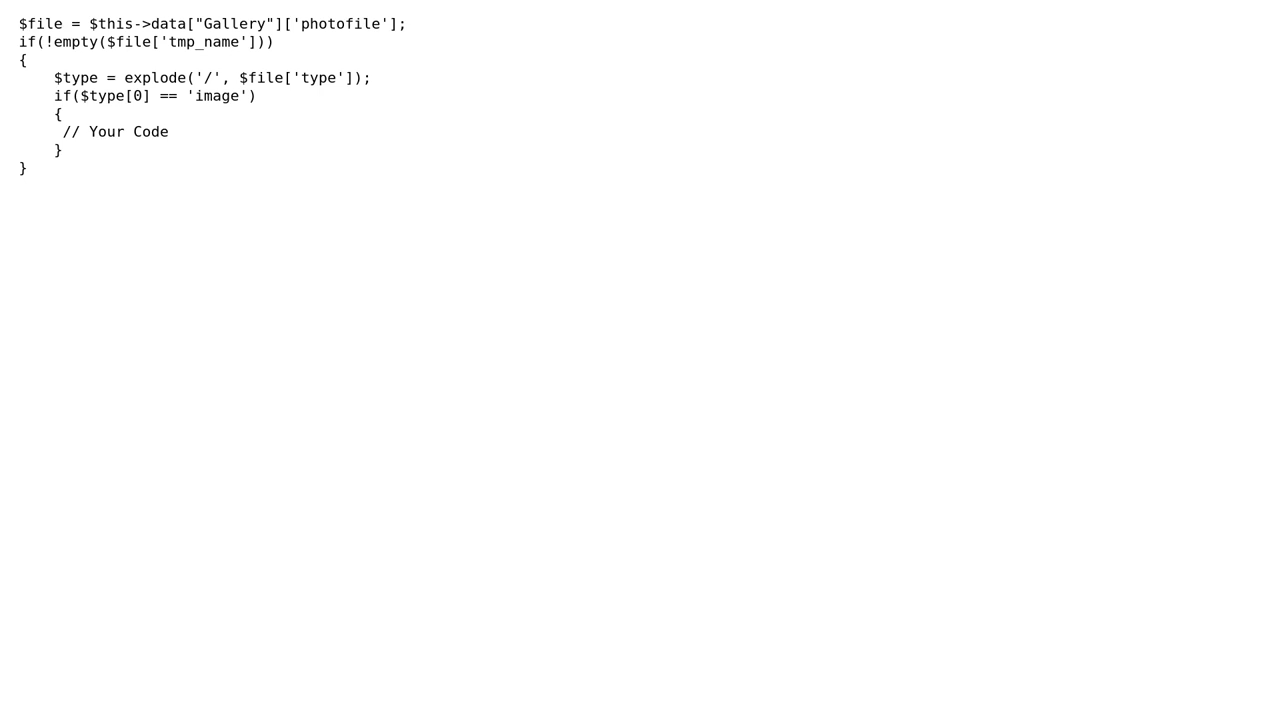 $file = $this->data["Gallery"]['photofile'];
if(!empty($file['tmp_name']))
{
    $type = explode('/', $file['type']);
    if($type[0] == 'image')
    {
     // Your Code
    }
}